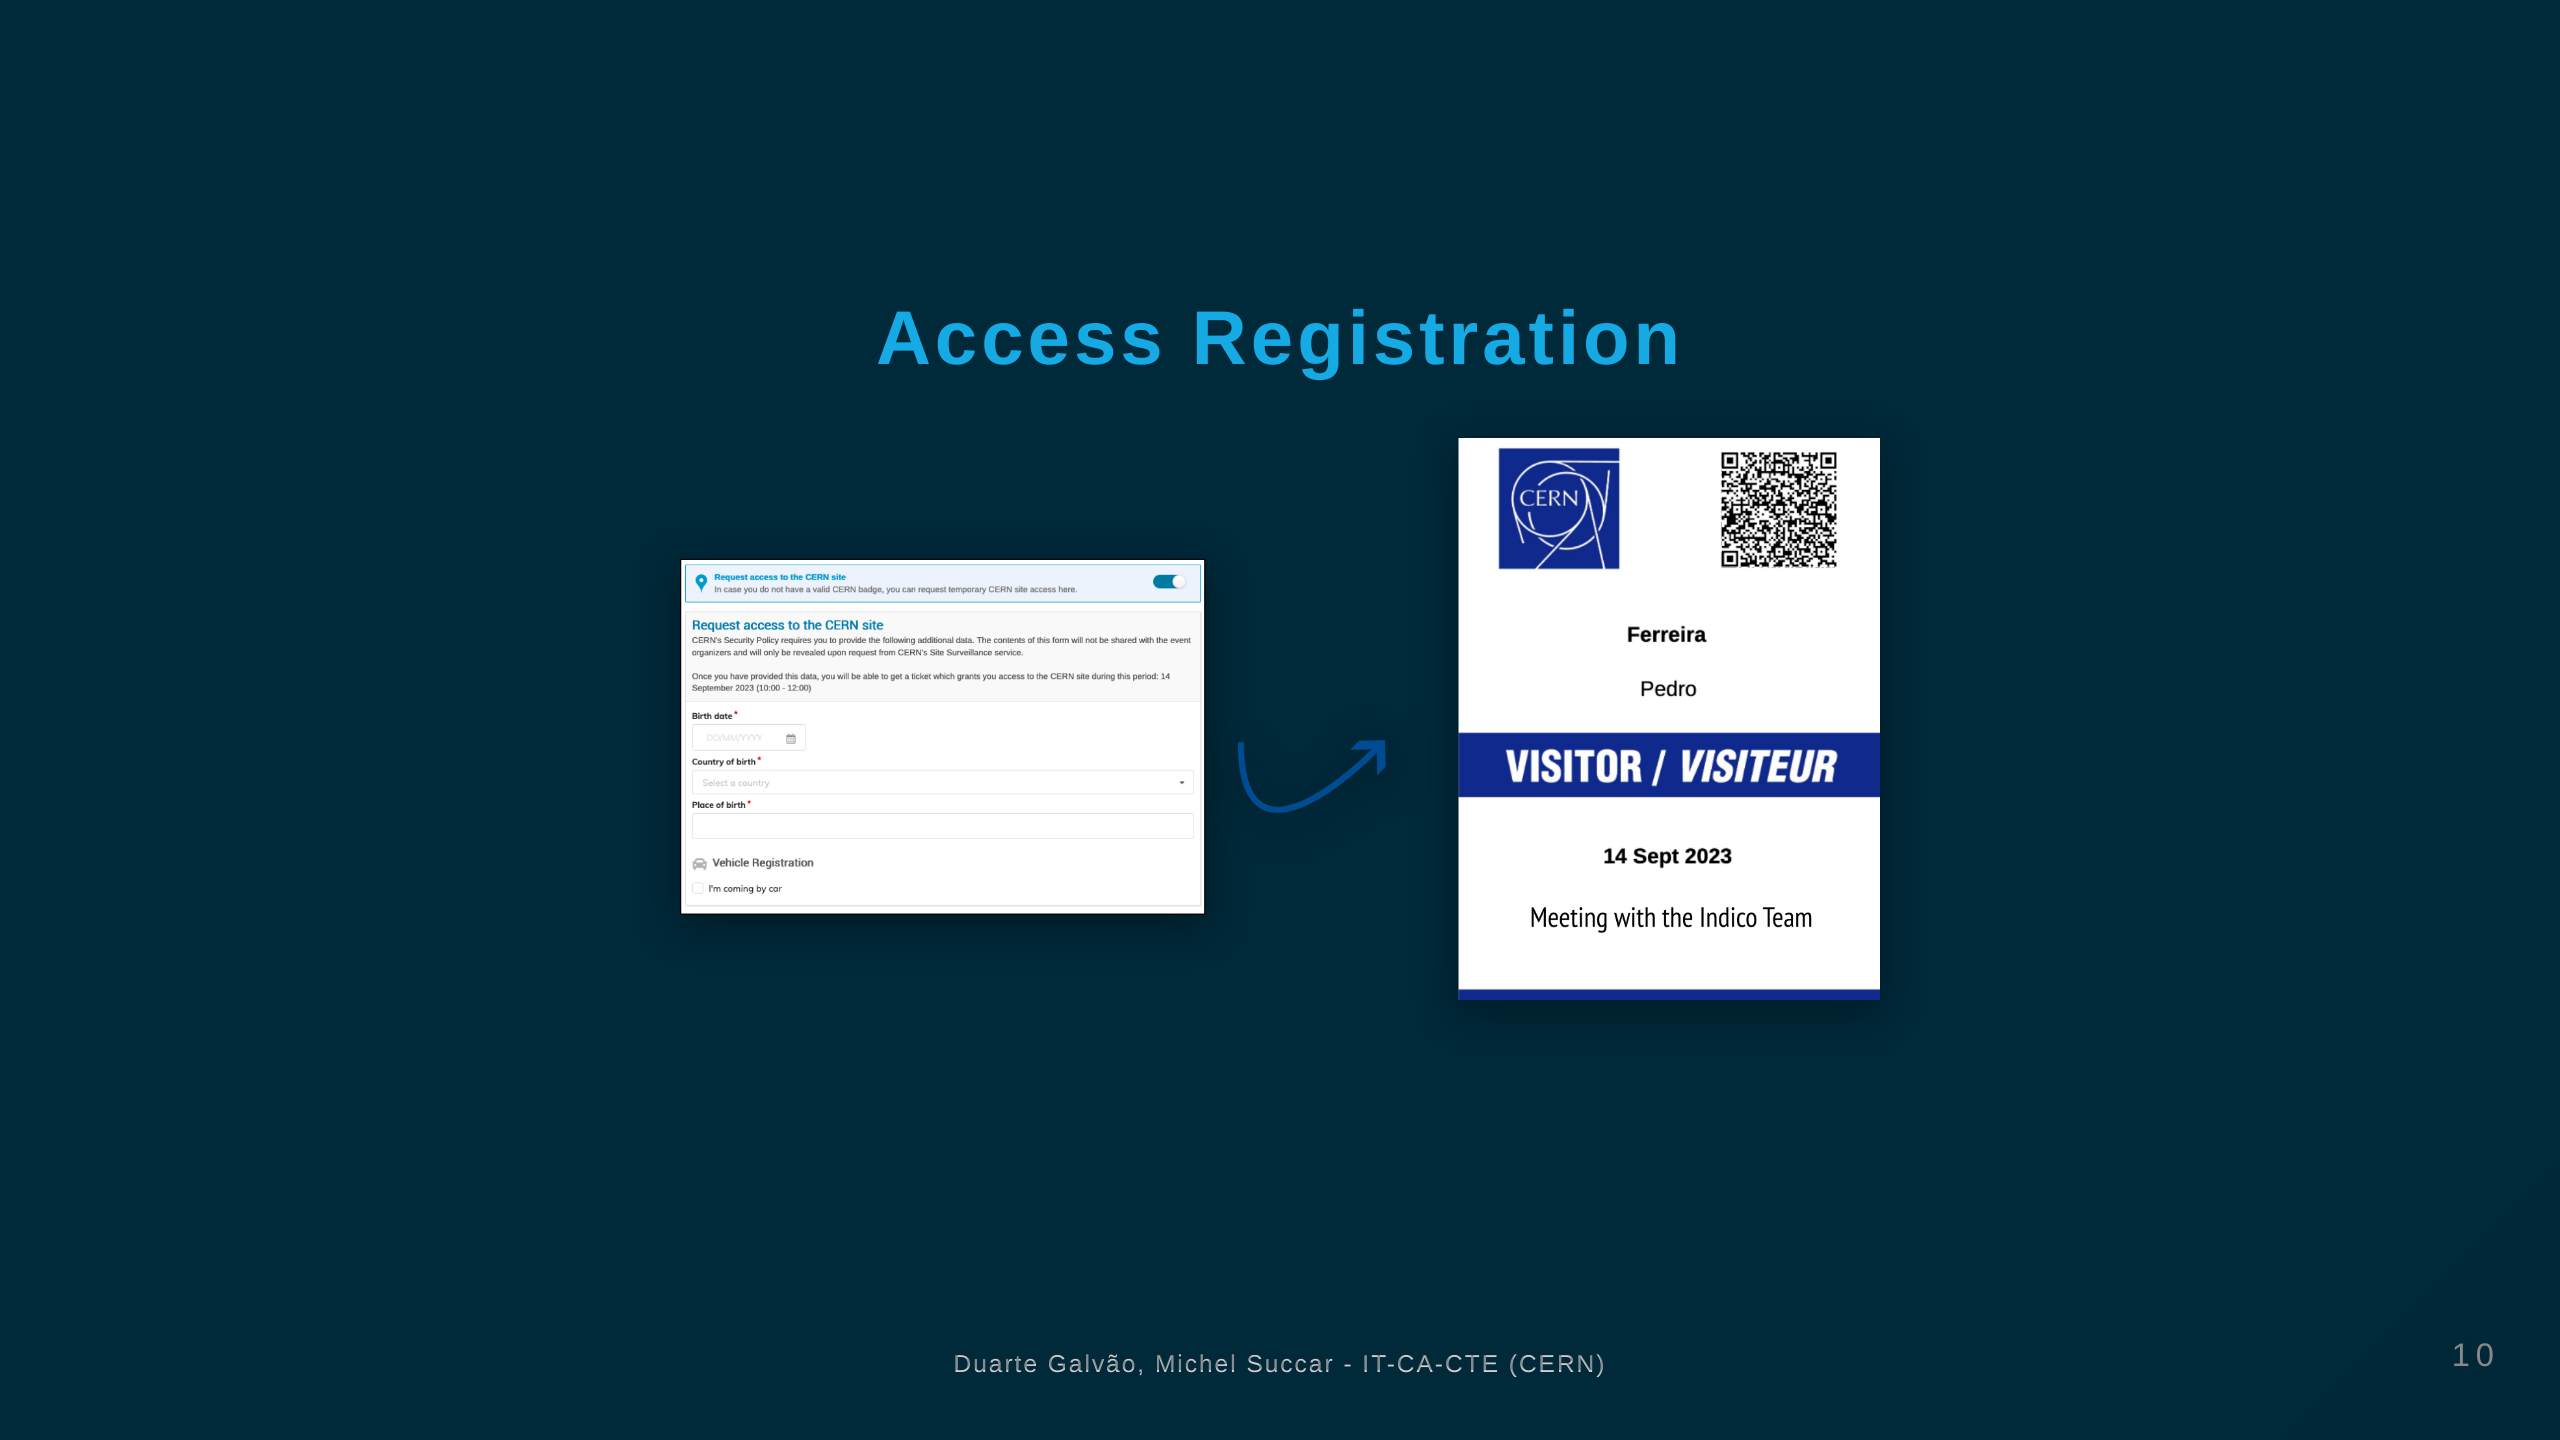 Access Registration
Request access to the CERN site
In case you do not have a valid CERN badge, you can request temporary CERN site access here.
Request access to the CERN site
CERN's Security Policy requires you to provide the following additional data. The contents of this form will not be shared with the event
organizers and will only be revealed upon request from CERN's Site Surveillance service.
Once you have provided this data, you will be able to get a ticket which grants you access to the CERN site during this period: 14
September 2023 (10:00 - 12:00)
Birth date *
DD/MM/YYYY
Country of birth *
Select a country
Place of birth *
Vehicle Registration
I'm coming by car
CERN
Ferreira
Pedro
VISITOR / VISITEUR
14 Sept 2023
Meeting with the Indico Team
Duarte Galvão, Michel Succar - IT-CA-CTE (CERN)
10